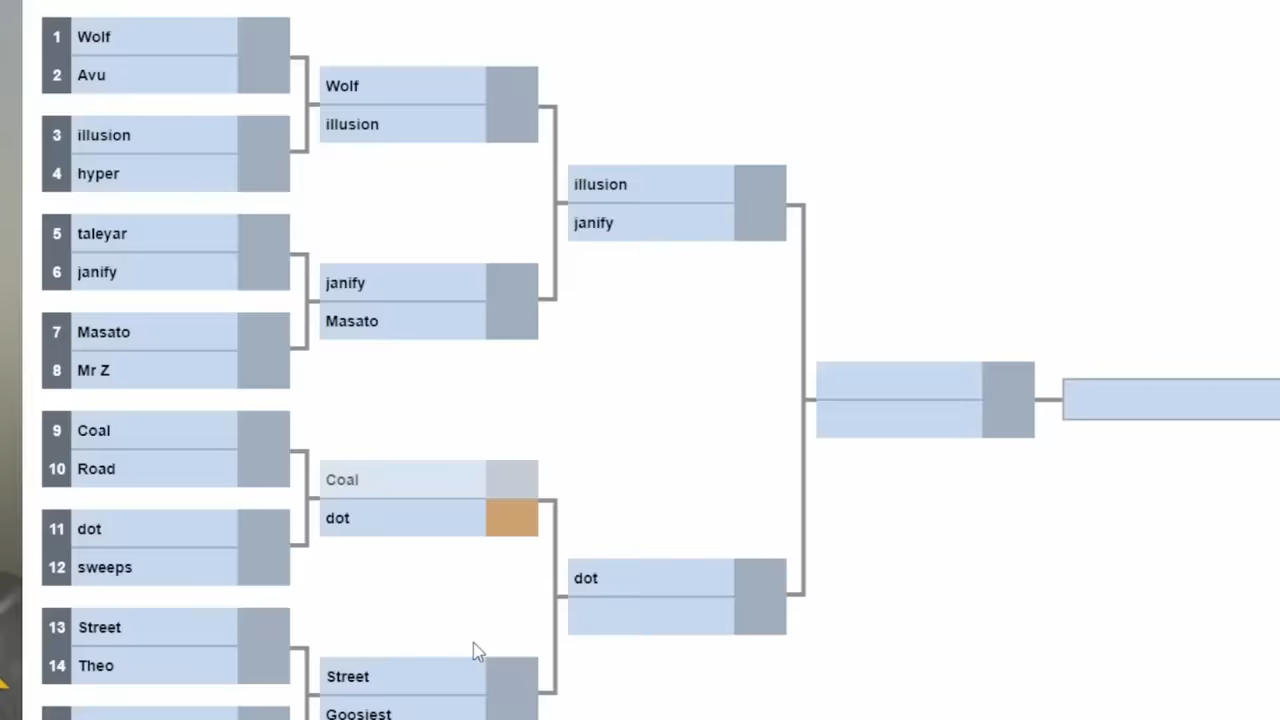 1 Wolf
2 Avu
3 illusion
4 hyper
5 taleyar
6 janify
7 Masato
8 Mr Z
9 Coal
10 Road
11 dot
12 sweeps
13 Street
14 Theo
Wolf
illusion
janify
Masato
Coal
dot
Street
Goosiest
illusion
janify
dot